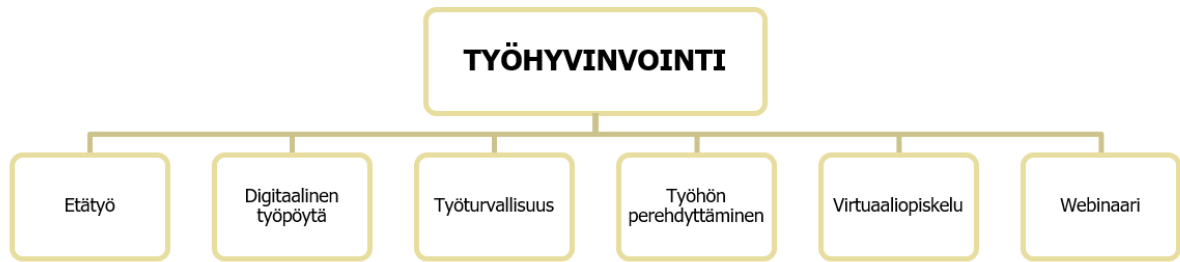 TYÖHYVINVOINTI
Etätyö
Digitaalinen
työpöytä
Työturvallisuus
Työhön
perehdyttäminen
Virtuaaliopiskelu
Webinaari